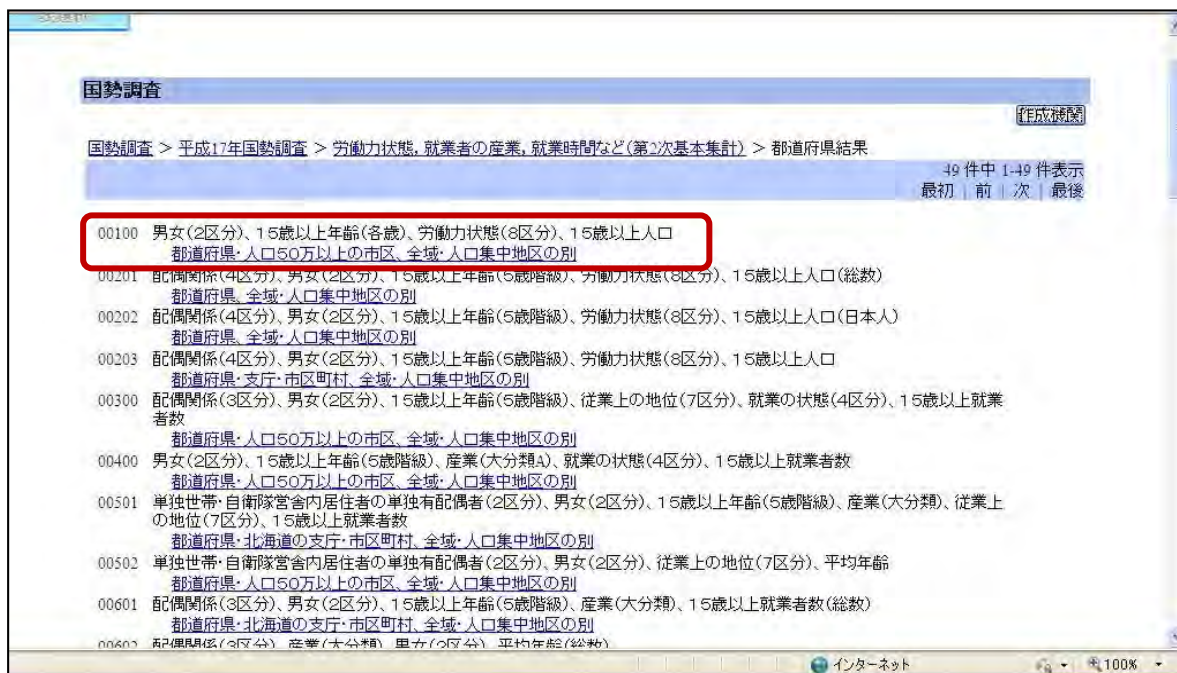 国勢調査
作成機関
国勢調査 > 平成17年国勢調査 > 労働力状態，就業者の産業，就業時間など(第2次基本集計) > 都道府県結果
49 件中 1-49 件表示
最初 | 前 | 次 | 最後
00100 男女(2区分)、15歳以上年齢(各歳)、労働力状態(8区分)、15歳以上人口
都道府県・人口50万以上の市区、全域・人口集中地区の別
00201 配偶関係(4区分)、男女(2区分)、15歳以上年齢(5歳階級)、労働力状態(8区分)、15歳以上人口(総数)
都道府県、全域・人口集中地区の別
00202 配偶関係(4区分)、男女(2区分)、15歳以上年齢(5歳階級)、労働力状態(8区分)、15歳以上人口(日本人)
都道府県、全域・人口集中地区の別
00203 配偶関係(4区分)、男女(2区分)、15歳以上年齢(5歳階級)、労働力状態(8区分)、15歳以上人口
都道府県・支庁・市区町村、全域・人口集中地区の別
00300 配偶関係(3区分)、男女(2区分)、15歳以上年齢(5歳階級)、従業上の地位(7区分)、就業の状態(4区分)、15歳以上就業
者数
都道府県・人口50万以上の市区、全域・人口集中地区の別
00400 男女(2区分)、15歳以上年齢(5歳階級)、産業(大分類A)、就業の状態(4区分)、15歳以上就業者数
都道府県・人口50万以上の市区、全域・人口集中地区の別
00501 単独世帯・自衛隊営舎内居住者の単独有配偶者(2区分)、男女(2区分)、15歳以上年齢(5歳階級)、産業(大分類)、従業上
の地位(7区分)、15歳以上就業者数
都道府県・北海道の支庁・市区町村、全域・人口集中地区の別
00502 単独世帯・自衛隊営舎内居住者の単独有配偶者(2区分)、男女(2区分)、従業上の地位(7区分)、平均年齢
都道府県・人口50万以上の市区、全域・人口集中地区の別
00601 配偶関係(3区分)、男女(2区分)、15歳以上年齢(5歳階級)、産業(大分類)、15歳以上就業者数(総数)
都道府県・北海道の支庁・市区町村、全域・人口集中地区の別
00602 配偶関係(3区分)、産業(大分類)、男女(2区分)、平均年齢(総数)
インターネット
100%